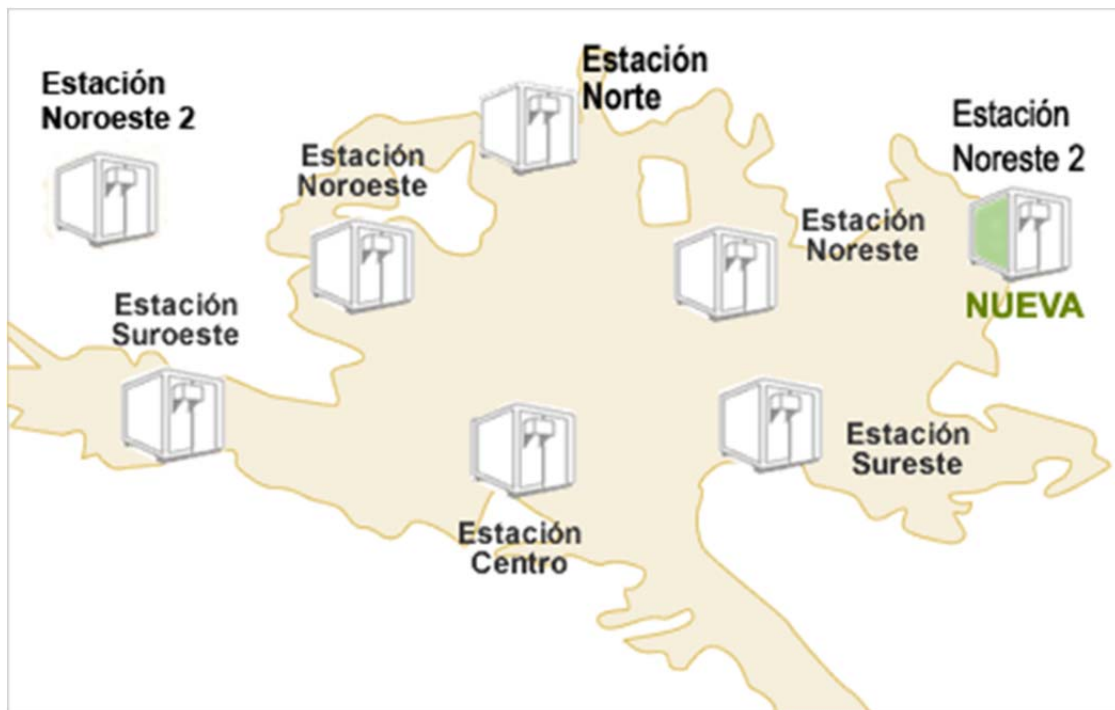 Estación
Noroeste 2
Estación
Norte
Estación
Noreste 2
Estación
Noroeste
Estación
Noreste
NUEVA
Estación
Suroeste
Estación
Sureste
Estación
Centro